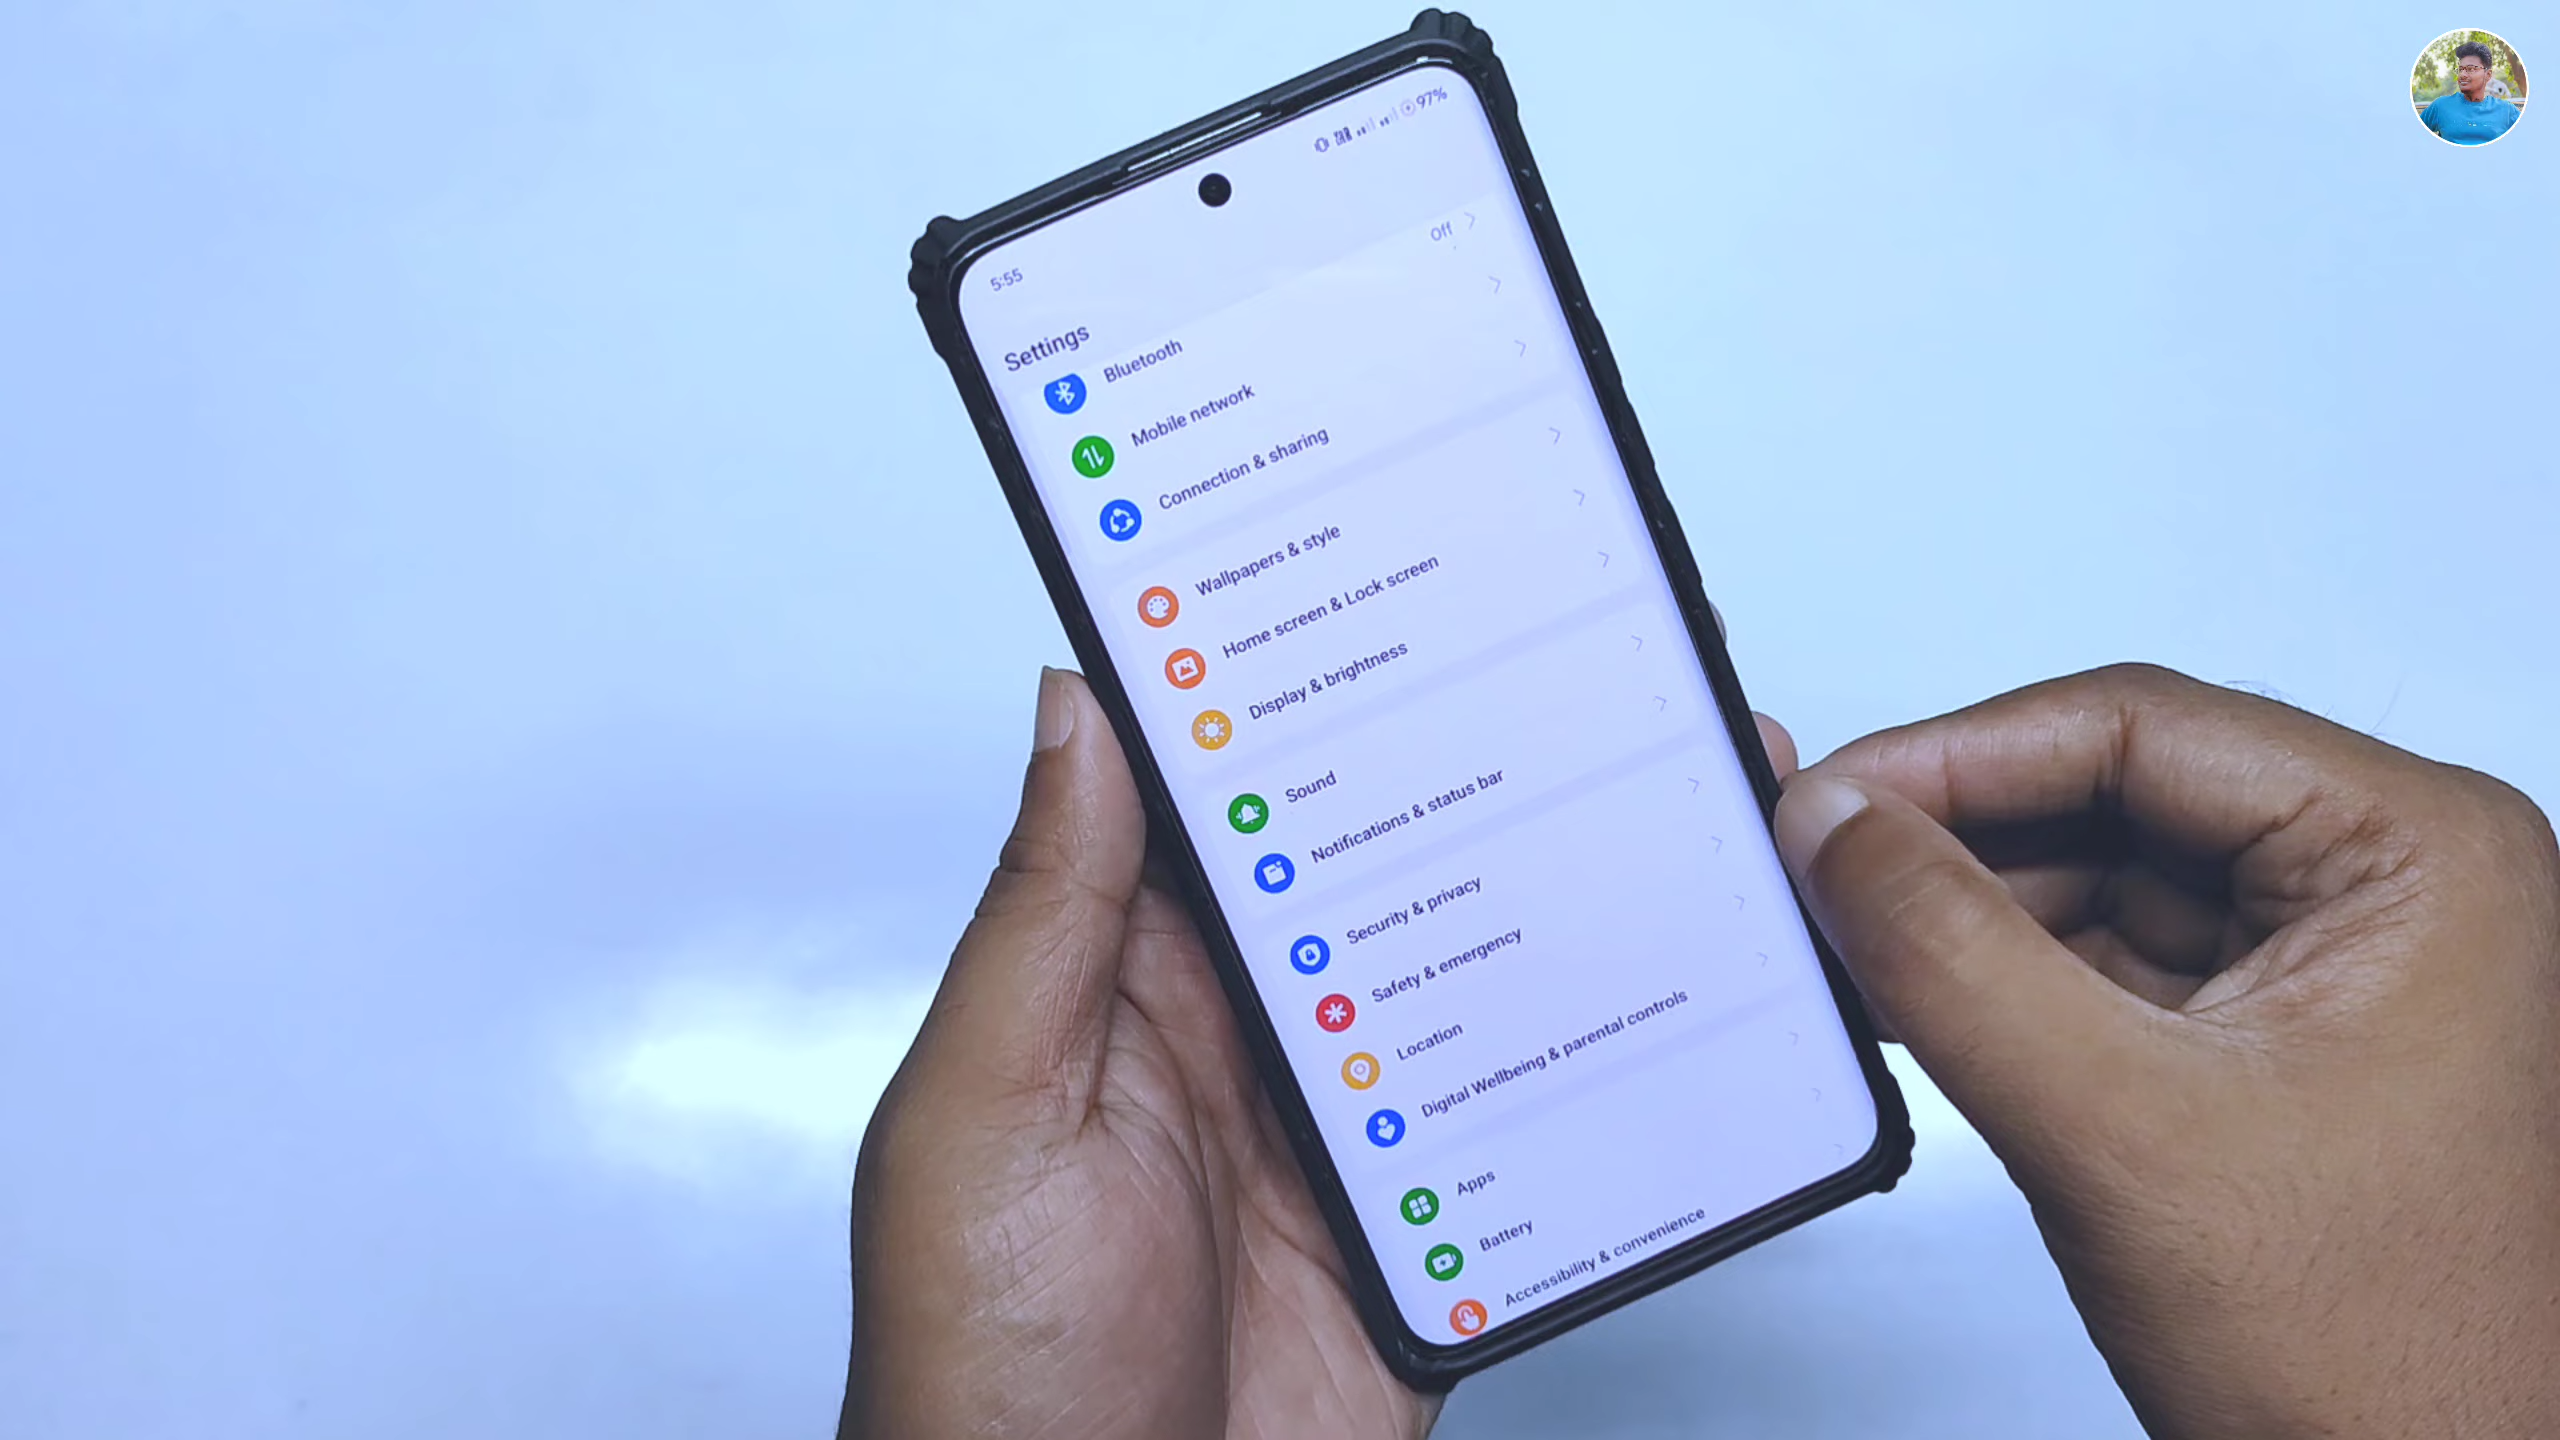 5:55
97%
Settings
Bluetooth
Off
Mobile network
Connection & sharing
Wallpapers & style
Home screen & Lock screen
Display & brightness
Sound
Notifications & status bar
Security & privacy
Safety & emergency
Location
Digital Wellbeing & parental controls
Apps
Battery
Accessibility & convenience